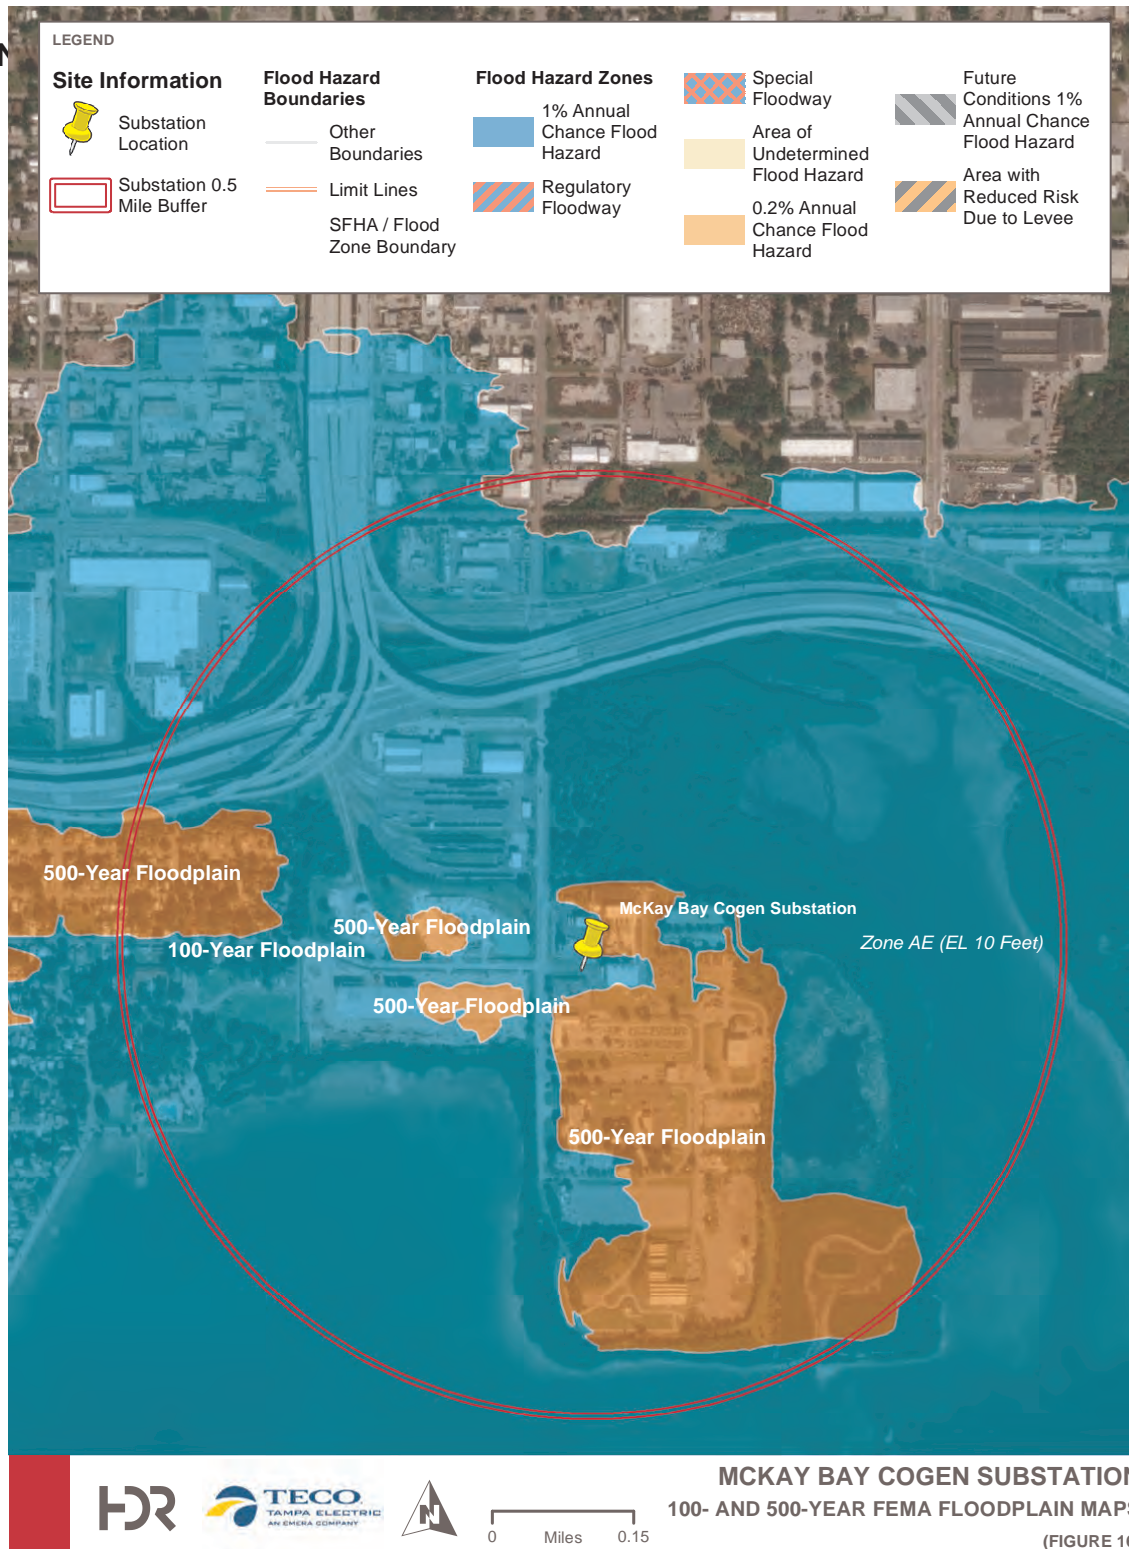 LEGEND
Site Information
Substation
Location
Substation 0.5
Mile Buffer
Flood Hazard
Boundaries
Other
Boundaries
Limit Lines
SFHA / Flood
Zone Boundary
Flood Hazard Zones
1% Annual
Chance Flood
Hazard
Regulatory
Floodway
Special
Floodway
Area of
Undetermined
Flood Hazard
0.2% Annual
Chance Flood
Hazard
Future
Conditions 1%
Annual Chance
Flood Hazard
Area with
Reduced Risk
Due to Levee
500-Year Floodplain
500-Year Floodplain
100-Year Floodplain
McKay Bay Cogen Substation
Zone AE (EL 10 Feet)
500-Year Floodplain
500-Year Floodplain
HDR
TECO
TAMPA ELECTRIC
AN EMERA COMPANY
N
0 Miles 0.15
MCKAY BAY COGEN SUBSTATION
100- AND 500-YEAR FEMA FLOODPLAIN MAPS
(FIGURE 10